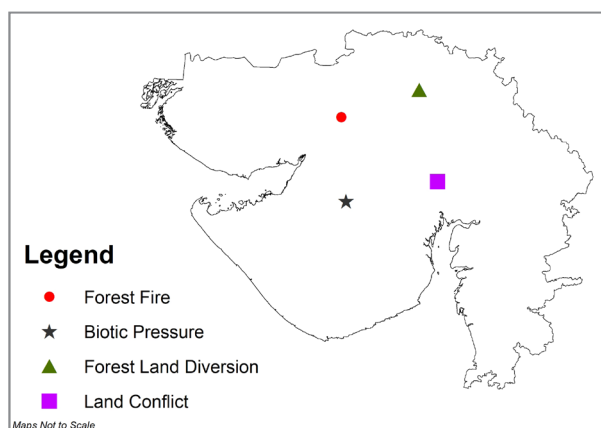 Legend
Forest Fire
Biotic Pressure
Forest Land Diversion
Land Conflict
Maps Not to Scale